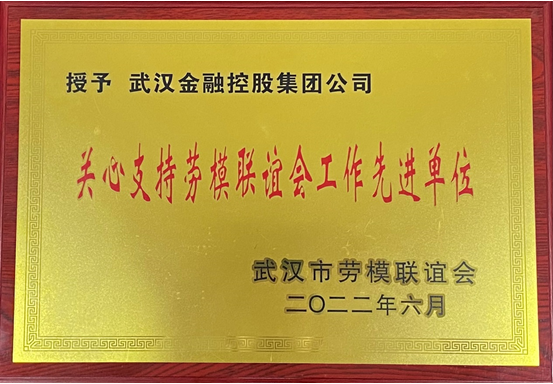 授予 武汉金融控股集团公司
关心支持劳模联谊会工作先进单位
武汉市劳模联谊会
二〇二二年六月